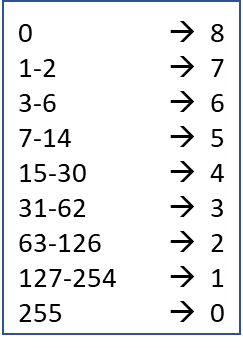 0 → 8
1-2 → 7
3-6 → 6
7-14 → 5
15-30 → 4
31-62 → 3
63-126 → 2
127-254 → 1
255 → 0